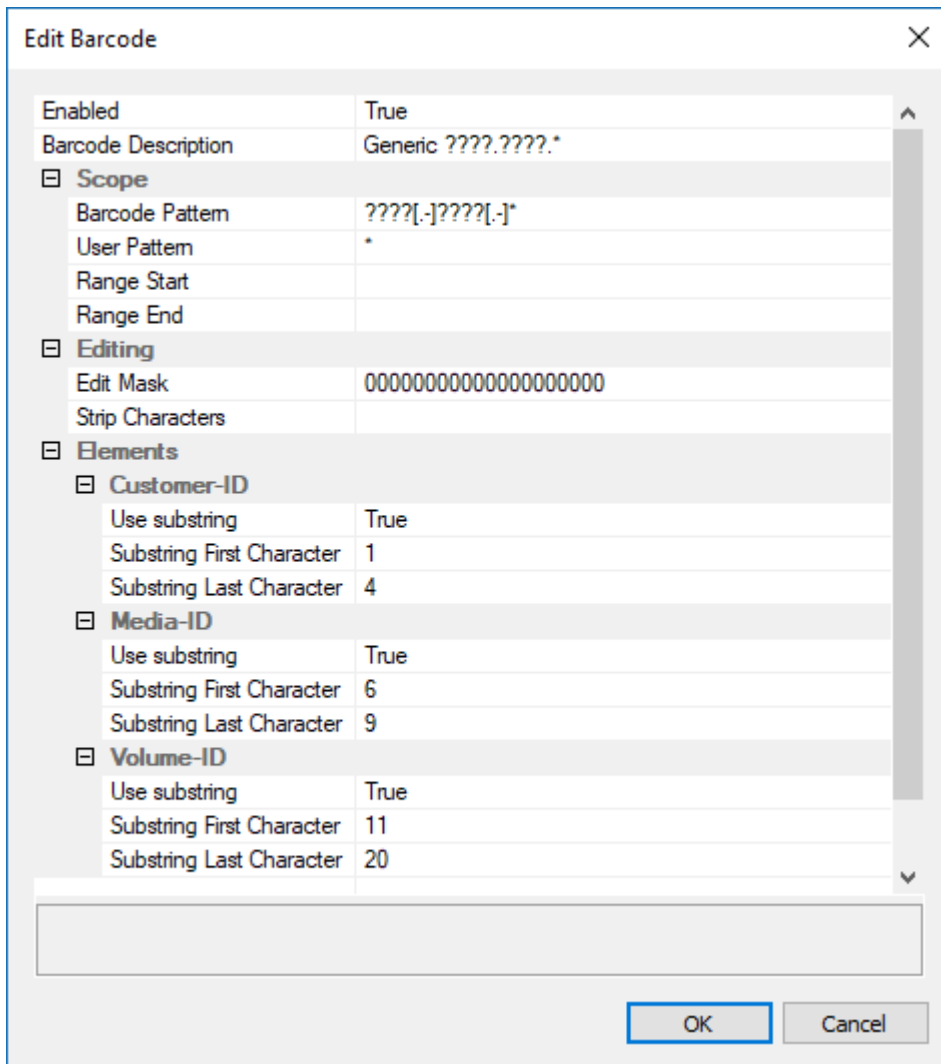 Edit Barcode
Enabled True
Barcode Description Generic ????.????.*
Scope
Barcode Pattern ????[.-]????[.-]*
User Pattern *
Range Start
Range End
Editing
Edit Mask 00000000000000000000
Strip Characters
Elements
Customer-ID
Use substring True
Substring First Character 1
Substring Last Character 4
Media-ID
Use substring True
Substring First Character 6
Substring Last Character 9
Volume-ID
Use substring True
Substring First Character 11
Substring Last Character 20
OK Cancel